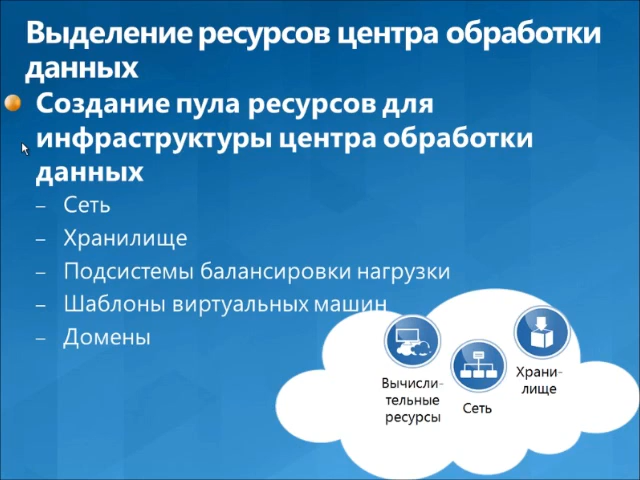 Выделение ресурсов центра обработки
данных
Создание пула ресурсов для
инфраструктуры центра обработки
данных
– Сеть
– Хранилище
– Подсистемы балансировки нагрузки
– Шаблоны виртуальных машин
– Домены
Вычисли-
тельные
ресурсы
Сеть
Храни-
лище